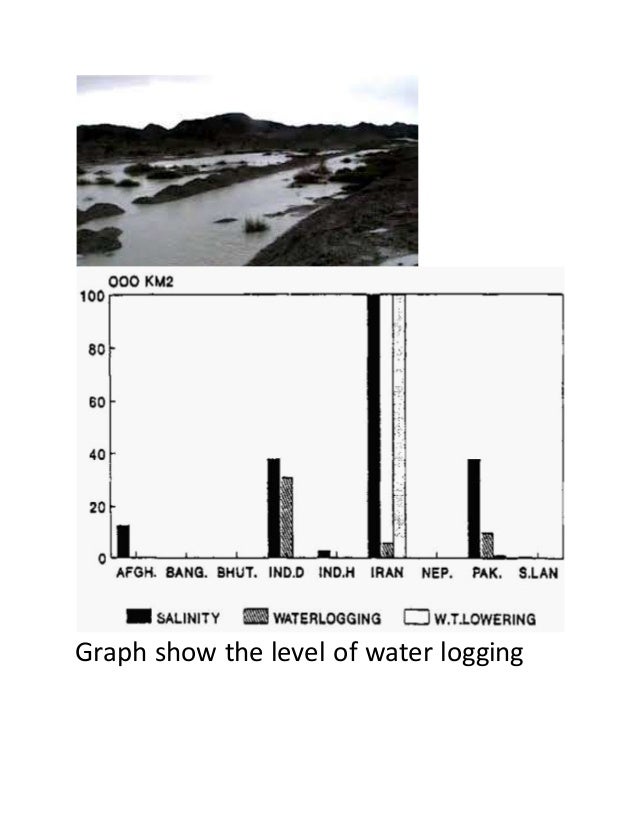 000 KM2
100
80
60
40
20
0
AFGH. BANG. BHUT. IND.D IND.H IRAN NEP. PAK. S.LAN
SALINITY WATERLOGGING W.T.LOWERING
Graph show the level of water logging